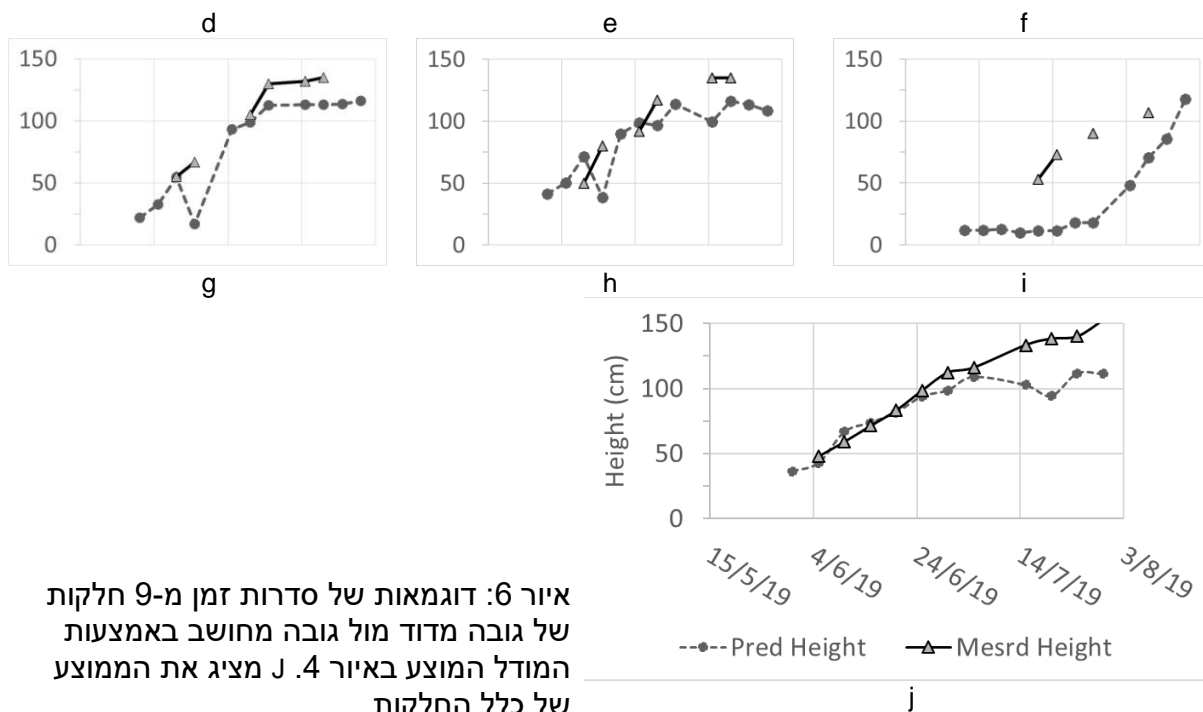 d e f
150 150 150
100 100 100
50 50 50
0 0 0
g h i
150
100
50
0
Height (cm)
15/5/19 4/6/19 24/6/19 14/7/19 3/8/19
Pred Height Mesrd Height
j
איור 6: דוגמאות של סדרות זמן מ-9 חלקות
של גובה מדוד מול גובה מחושב באמצעות
המודל המוצע באיור 4. J מציג את הממוצע
של כלל החלקות